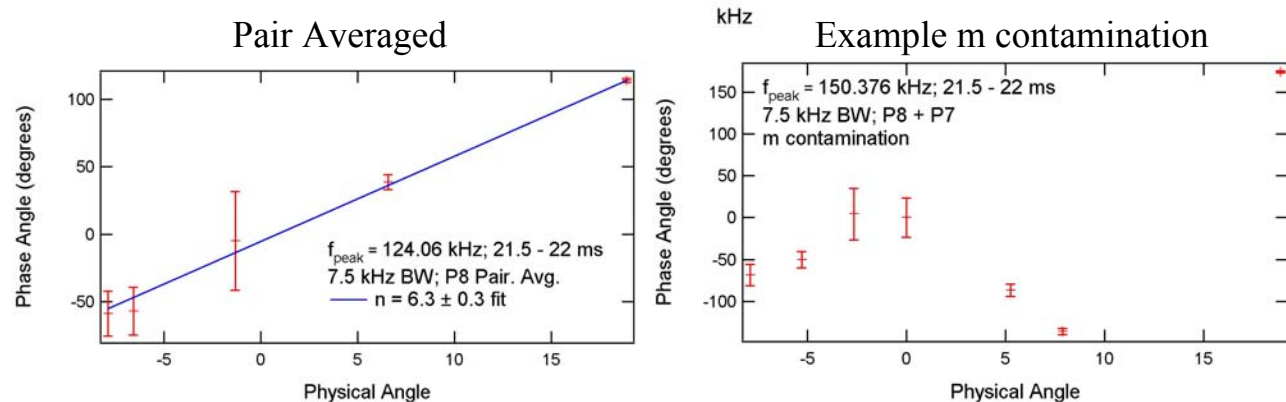 kHz
Pair Averaged
Example m contamination
Phase Angle (degrees)
100
50
0
-50
f_peak = 124.06 kHz; 21.5 - 22 ms
7.5 kHz BW; P8 Pair. Avg.
n = 6.3 ± 0.3 fit
-5
0
5
10
15
Physical Angle
Phase Angle (degrees)
150
100
50
0
-50
-100
f_peak = 150.376 kHz; 21.5 - 22 ms
7.5 kHz BW; P8 + P7
m contamination
-5
0
5
10
15
Physical Angle